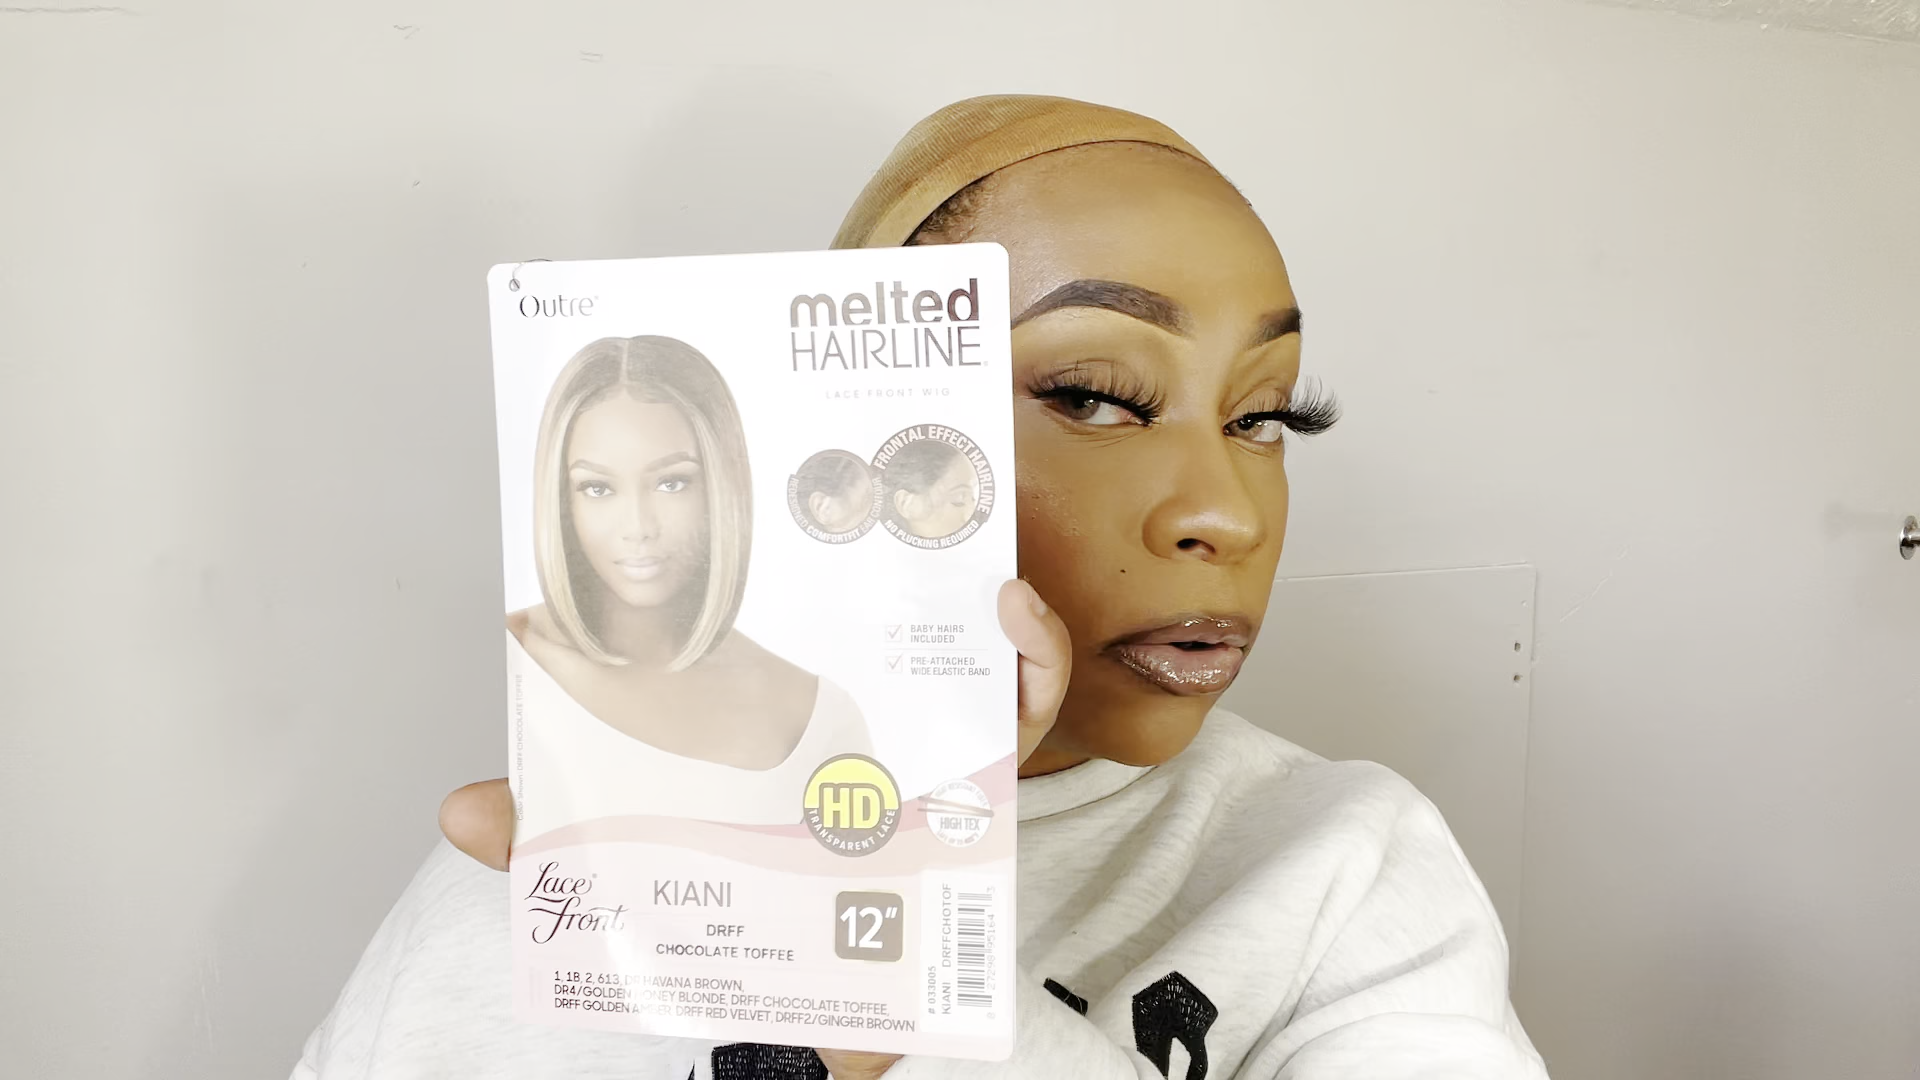 Outre
melted
HAIRLINE
LACE FRONT WIG
FRONTAL EFFECT HAIRLINE
NO PLUCKING REQUIRED
COMFORTFIT EAR CONTOUR
BABY HAIRS
INCLUDED
PRE-ATTACHED
WIDE ELASTIC BAND
HD
TRANSPARENT LACE
HIGH TEX
Lace
front
KIANI
DRFF
CHOCOLATE TOFFEE
12"
1, 1B, 2, 613, DR HAVANA BROWN,
DR4/GOLDEN HONEY BLONDE, DRFF CHOCOLATE TOFFEE,
DRFF GOLDEN AMBER, DRFF RED VELVET, DRFF2/GINGER BROWN
# 033005
KIANI DRFFCHOTOF